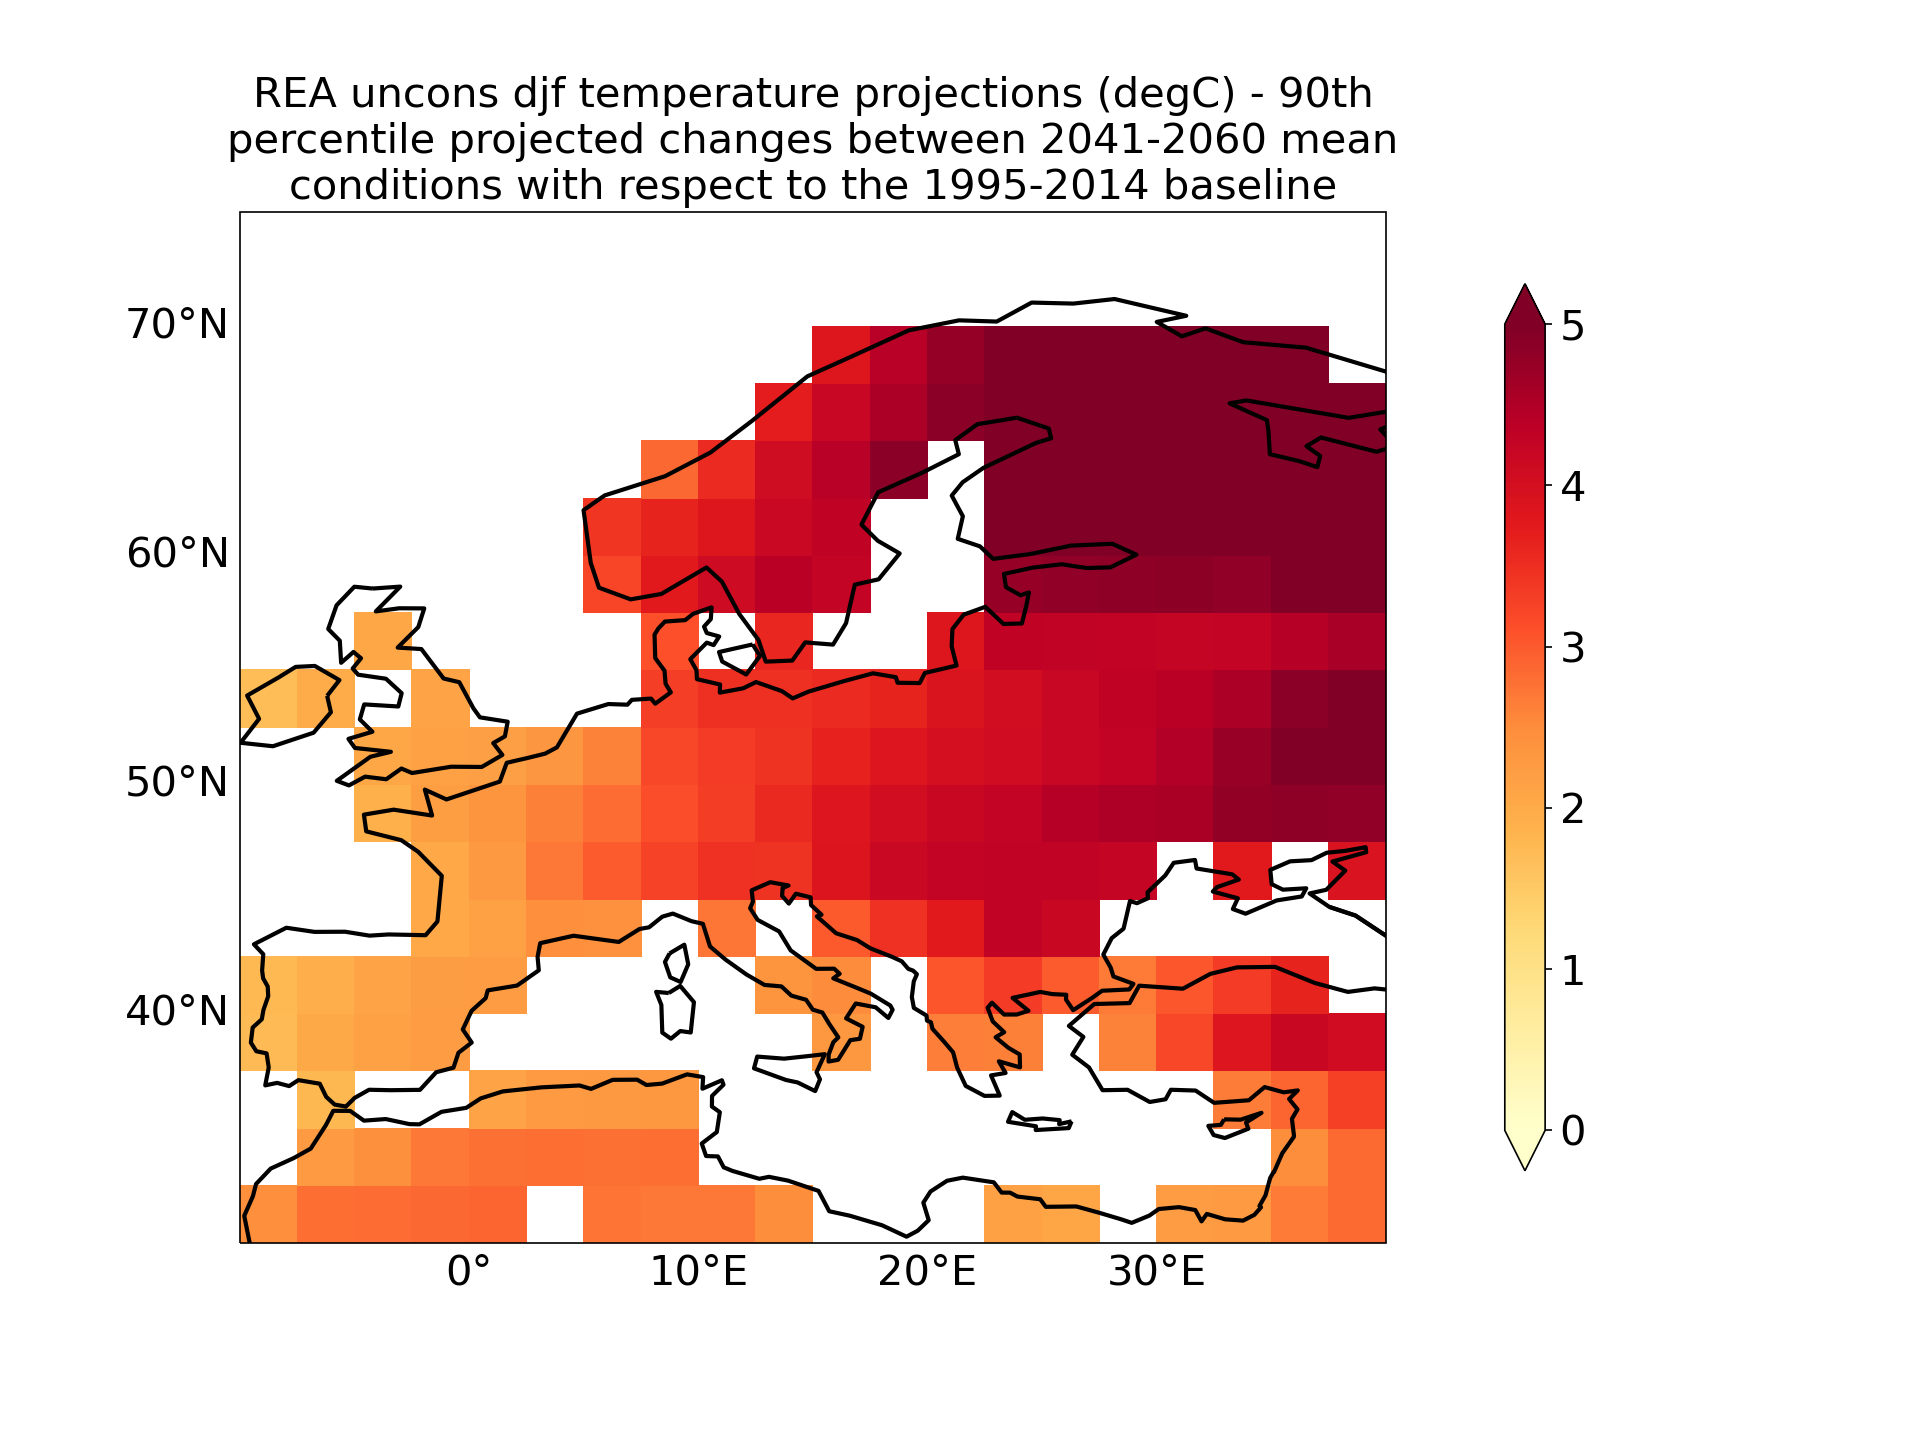 REA uncons djf temperature projections (degC) - 90th
percentile projected changes between 2041-2060 mean
conditions with respect to the 1995-2014 baseline
70°N
60°N
50°N
40°N
0°
10°E
20°E
30°E
5
4
3
2
1
0